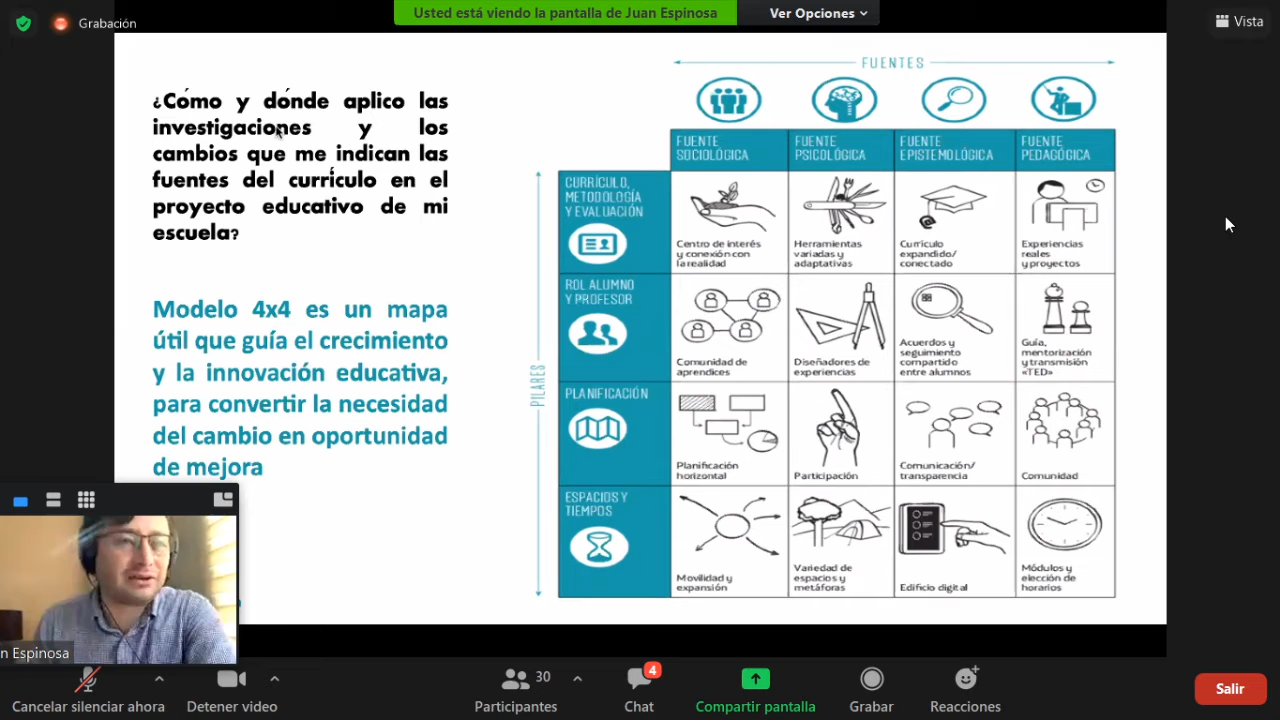 Grabación
Usted está viendo la pantalla de Juan Espinosa
Ver Opciones
Vista
¿Cómo y dónde aplico las
investigaciones y los
cambios que me indican las
fuentes del currículo en el
proyecto educativo de mi
escuela?
Modelo 4x4 es un mapa
útil que guía el crecimiento
y la innovación educativa,
para convertir la necesidad
del cambio en oportunidad
de mejora
FUENTES
FUENTE
SOCIOLÓGICA
FUENTE
PSICOLÓGICA
FUENTE
EPISTEMOLÓGICA
FUENTE
PEDAGÓGICA
PILARES
CURRÍCULO,
METODOLOGÍA
Y EVALUACIÓN
Centro de interés
y conexión con
la realidad
Herramientas
variadas y
adaptativas
Currículo
expandido/
conectado
Experiencias
reales
y proyectos
ROL ALUMNO
Y PROFESOR
Comunidad de
aprendices
Diseñadores de
experiencias
Acuerdos y
seguimiento
compartido
entre alumnos
Guía,
mentorización
y transmisión
«TED»
PLANIFICACIÓN
Planificación
horizontal
Participación
Comunicación/
transparencia
Comunidad
ESPACIOS Y
TIEMPOS
Movilidad y
expansión
Variedad de
espacios y
metáforas
Edificio digital
Módulos y
elección de
horarios
n Espinosa
Cancelar silenciar ahora
Detener video
30
Participantes
4
Chat
Compartir pantalla
Grabar
Reacciones
Salir